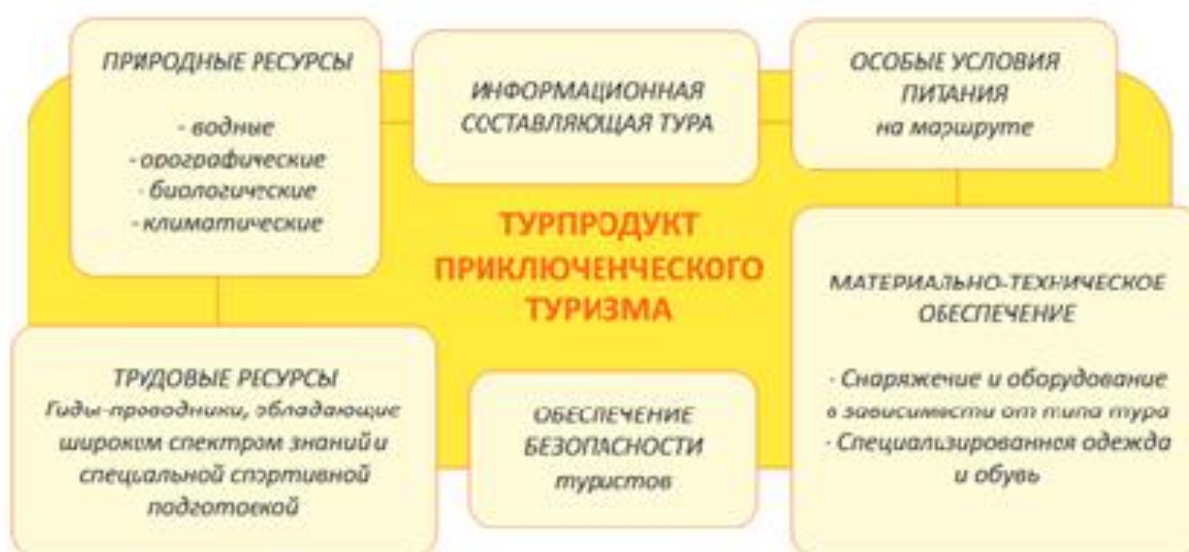 ПРИРОДНЫЕ РЕСУРСЫ
- водные
- орографические
- биологические
- климатические
ИНФОРМАЦИОННАЯ
СОСТАВЛЯЮЩАЯ ТУРА
ОСОБЫЕ УСЛОВИЯ
ПИТАНИЯ
на маршруте
ТУРПРОДУКТ
ПРИКЛЮЧЕНЧЕСКОГО
ТУРИЗМА
ТРУДОВЫЕ РЕСУРСЫ
Гиды-проводники, обладающие
широком спектром знаний и
специальной спортивной
подготовкой
ОБЕСПЕЧЕНИЕ
БЕЗОПАСНОСТИ
туристов
МАТЕРИАЛЬНО-ТЕХНИЧЕСКОЕ
ОБЕСПЕЧЕНИЕ
- Снаряжение и оборудование
в зависимости от типа тура
- Специализированная одежда
и обувь